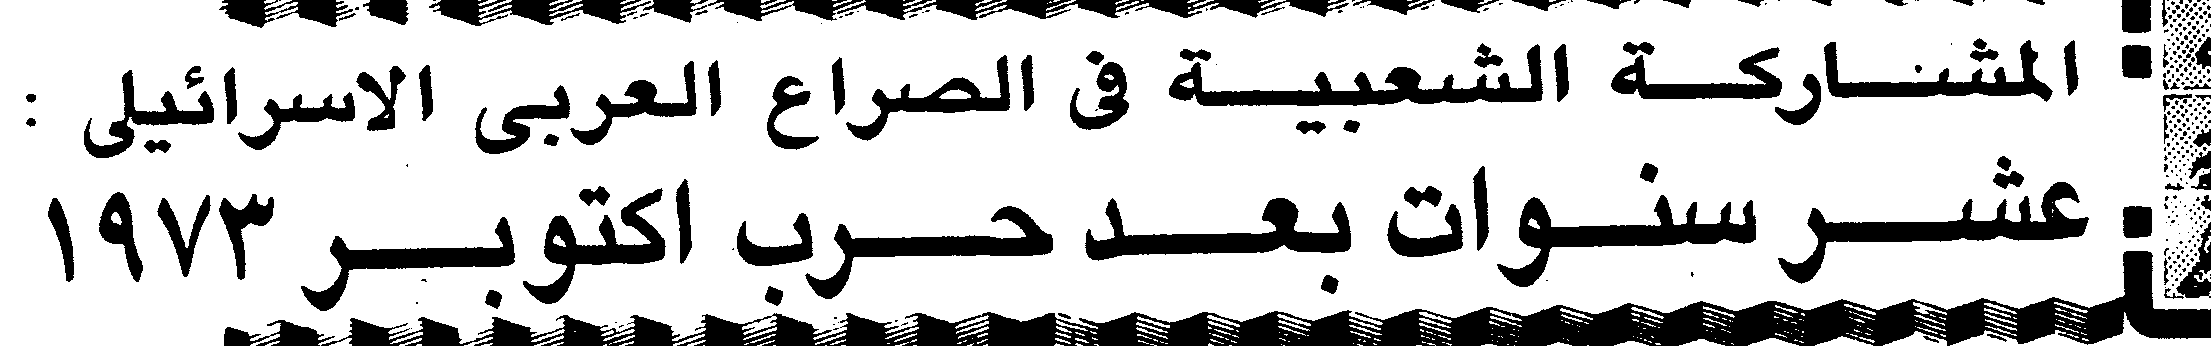 المشاركة الشعبية فى الصراع العربى الاسرائيلى :
عشر سنوات بعد حرب اكتوبر ١٩٧٣